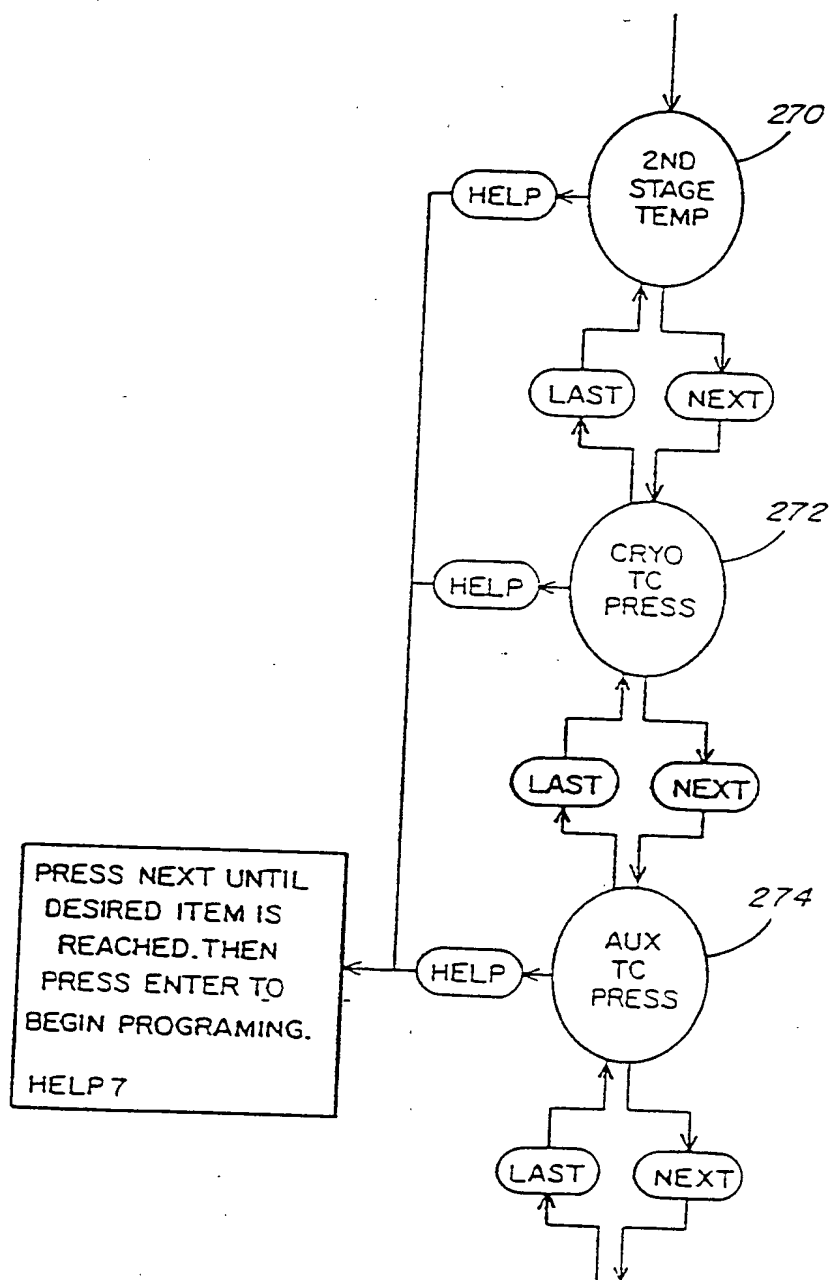 270
2ND
STAGE
TEMP
HELP
LAST
NEXT
272
CRYO
TC
PRESS
HELP
LAST
NEXT
274
AUX
TC
PRESS
HELP
PRESS NEXT UNTIL
DESIRED ITEM IS
REACHED. THEN
PRESS ENTER TO
BEGIN PROGRAMING.
HELP 7
LAST
NEXT